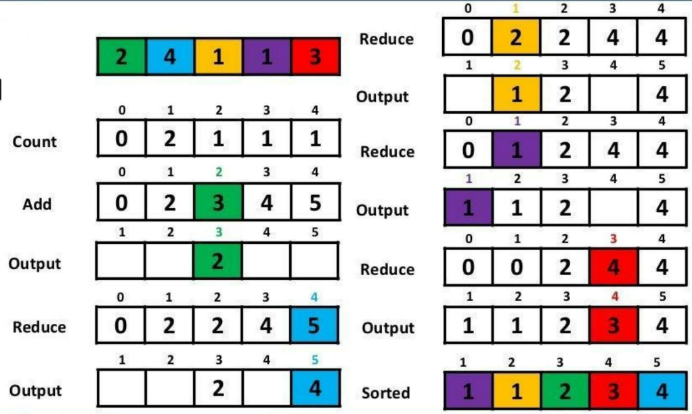 2 4 1 1 3
0 1 2 3 4
Count 0 2 1 1 1
0 1 2 3 4
Add 0 2 3 4 5
1 2 3 4 5
Output 2
0 1 2 3 4
Reduce 0 2 2 4 5
1 2 3 4 5
Output 2 4
0 1 2 3 4
Reduce 0 2 2 4 4
1 2 3 4 5
Output 1 2 4
0 1 2 3 4
Reduce 0 1 2 4 4
1 2 3 4 5
Output 1 1 2 4
0 1 2 3 4
Reduce 0 0 2 4 4
1 2 3 4 5
Output 1 1 2 3 4
1 2 3 4 5
Sorted 1 1 2 3 4